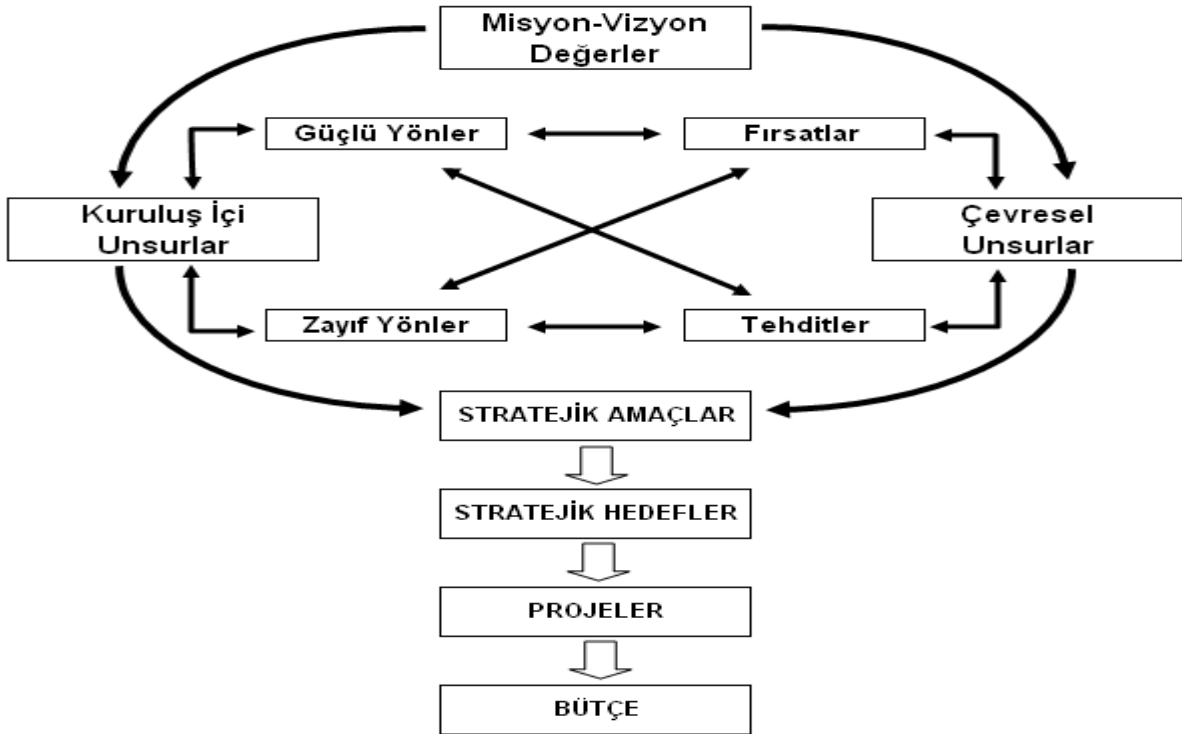 Misyon-Vizyon
Değerler
Güçlü Yönler
Fırsatlar
Kuruluş İçi
Unsurlar
Çevresel
Unsurlar
Zayıf Yönler
Tehditler
STRATEJİK AMAÇLAR
STRATEJİK HEDEFLER
PROJELER
BÜTÇE